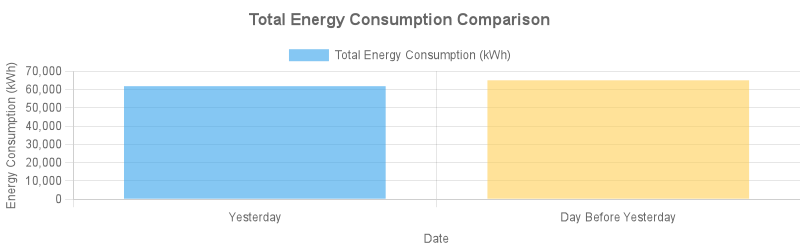 Total Energy Consumption Comparison
Total Energy Consumption (kWh)
Energy Consumption (kWh)
70,000
60,000
50,000
40,000
30,000
20,000
10,000
0
Yesterday
Day Before Yesterday
Date